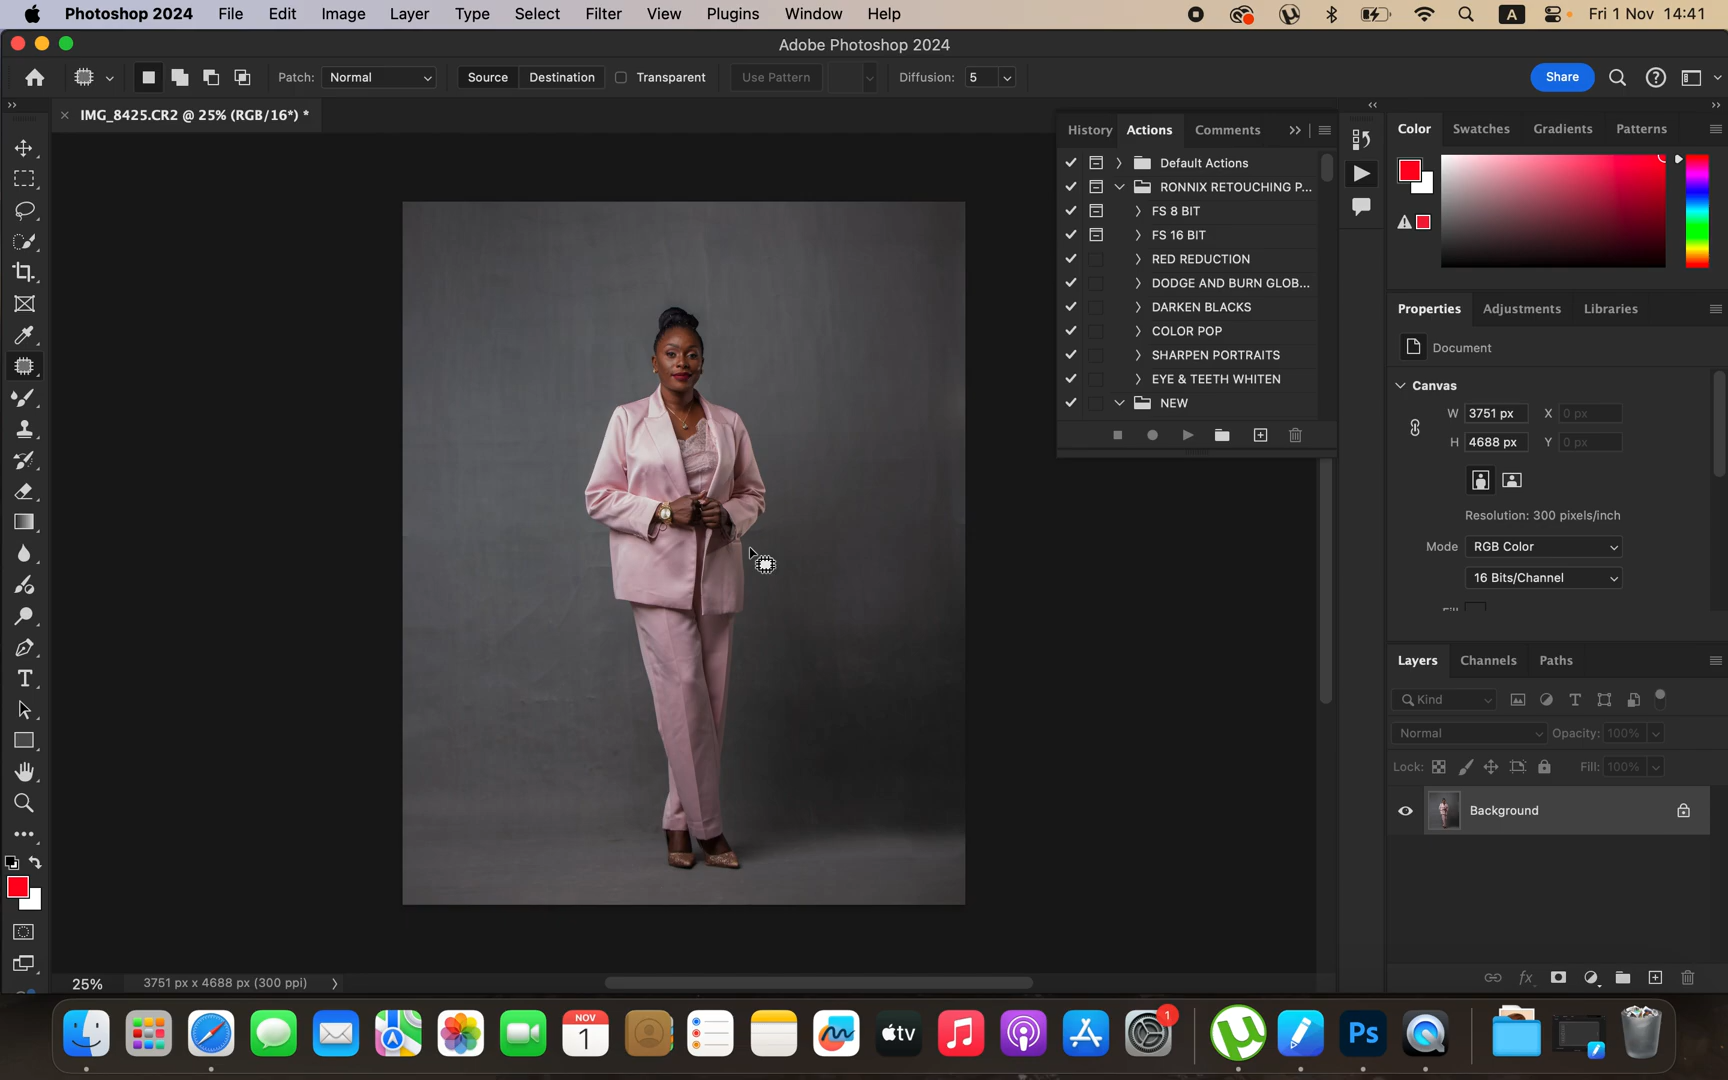 Photoshop 2024 File Edit Image Layer Type Select Filter View Plugins Window Help A Fri 1 Nov 14:41
Adobe Photoshop 2024
Patch: Normal Source Destination Transparent Use Pattern Diffusion: 5 Share
IMG_8425.CR2 @ 25% (RGB/16*) *
History Actions Comments
Default Actions
RONNIX RETOUCHING P...
FS 8 BIT
FS 16 BIT
RED REDUCTION
DODGE AND BURN GLOB...
DARKEN BLACKS
COLOR POP
SHARPEN PORTRAITS
EYE & TEETH WHITEN
NEW
Color Swatches Gradients Patterns
Properties Adjustments Libraries
Document
Canvas
W 3751 px X 0 px
H 4688 px Y 0 px
Resolution: 300 pixels/inch
Mode RGB Color
16 Bits/Channel
Layers Channels Paths
Kind
Normal Opacity: 100%
Lock: Fill: 100%
Background
25% 3751 px x 4688 px (300 ppi)
NOV
1
tv
1
Ps